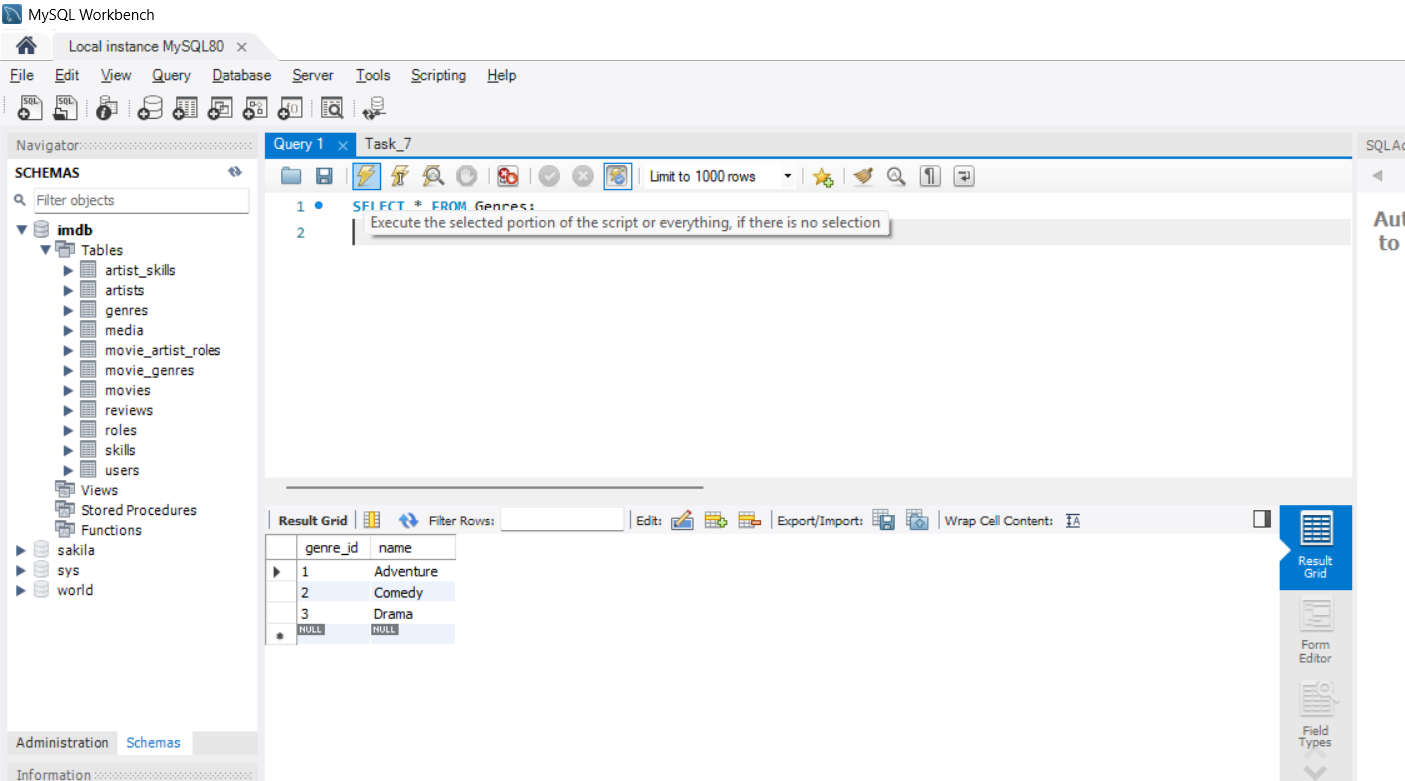 MySQL Workbench
Local instance MySQL80
File Edit View Query Database Server Tools Scripting Help
Navigator
SCHEMAS
Filter objects
imdb
Tables
artist_skills
artists
genres
media
movie_artist_roles
movie_genres
movies
reviews
roles
skills
users
Views
Stored Procedures
Functions
sakila
sys
world
Administration Schemas
Information
Query 1 Task_7
Limit to 1000 rows
1 SELECT * FROM Genres;
Execute the selected portion of the script or everything, if there is no selection
2
Result Grid Filter Rows: Edit: Export/Import: Wrap Cell Content:
genre_id name
1 Adventure
2 Comedy
3 Drama
NULL NULL
Result
Grid
Form
Editor
Field
Types
SQL
Aut
to